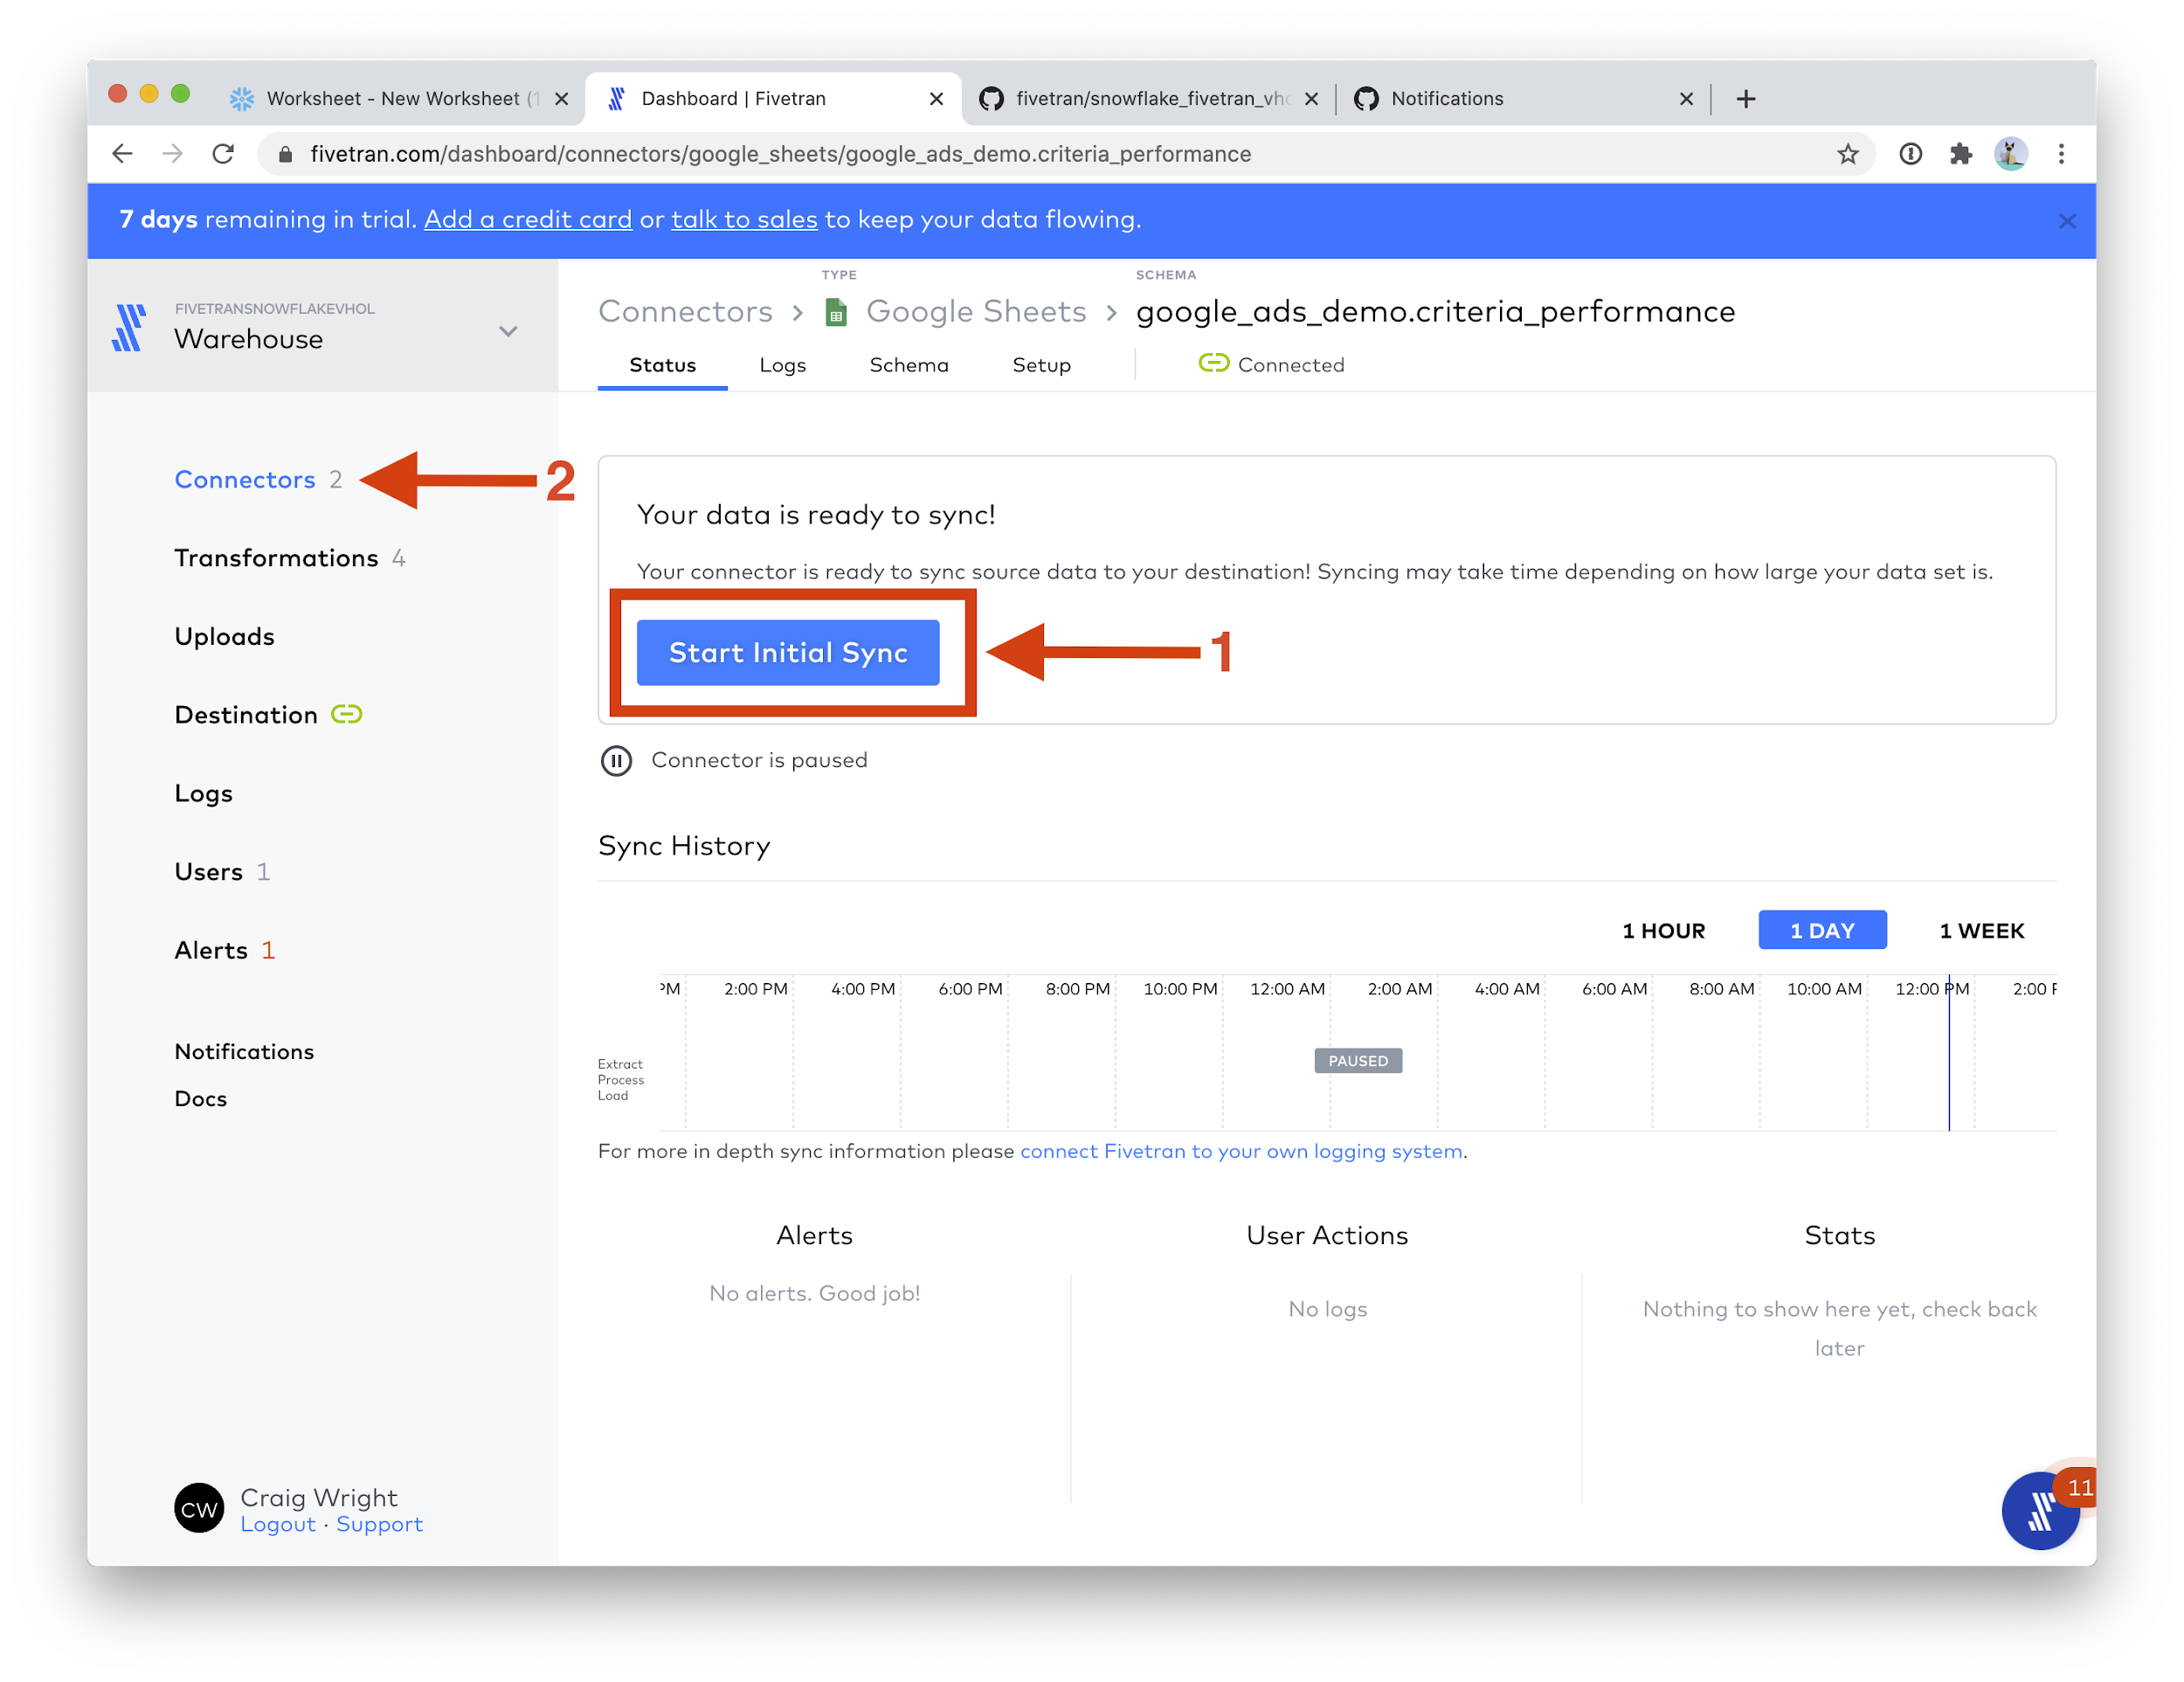 Worksheet - New Worksheet (1
Dashboard | Fivetran
fivetran/snowflake_fivetran_vho
Notifications
fivetran.com/dashboard/connectors/google_sheets/google_ads_demo.criteria_performance
7 days remaining in trial. Add a credit card or talk to sales to keep your data flowing.
FIVETRANSNOWFLAKEVHOL
Warehouse
TYPE
SCHEMA
Connectors > Google Sheets > google_ads_demo.criteria_performance
Status
Logs
Schema
Setup
Connected
Connectors 2
2
Transformations 4
Uploads
Destination
Logs
Users 1
Alerts 1
Notifications
Docs
Your data is ready to sync!
Your connector is ready to sync source data to your destination! Syncing may take time depending on how large your data set is.
Start Initial Sync
1
Connector is paused
Sync History
1 HOUR
1 DAY
1 WEEK
PM 2:00 PM 4:00 PM 6:00 PM 8:00 PM 10:00 PM 12:00 AM 2:00 AM 4:00 AM 6:00 AM 8:00 AM 10:00 AM 12:00 PM 2:00 P
PAUSED
Extract
Process
Load
For more in depth sync information please connect Fivetran to your own logging system.
Alerts
No alerts. Good job!
User Actions
No logs
Stats
Nothing to show here yet, check back
later
CW
Craig Wright
Logout · Support
11